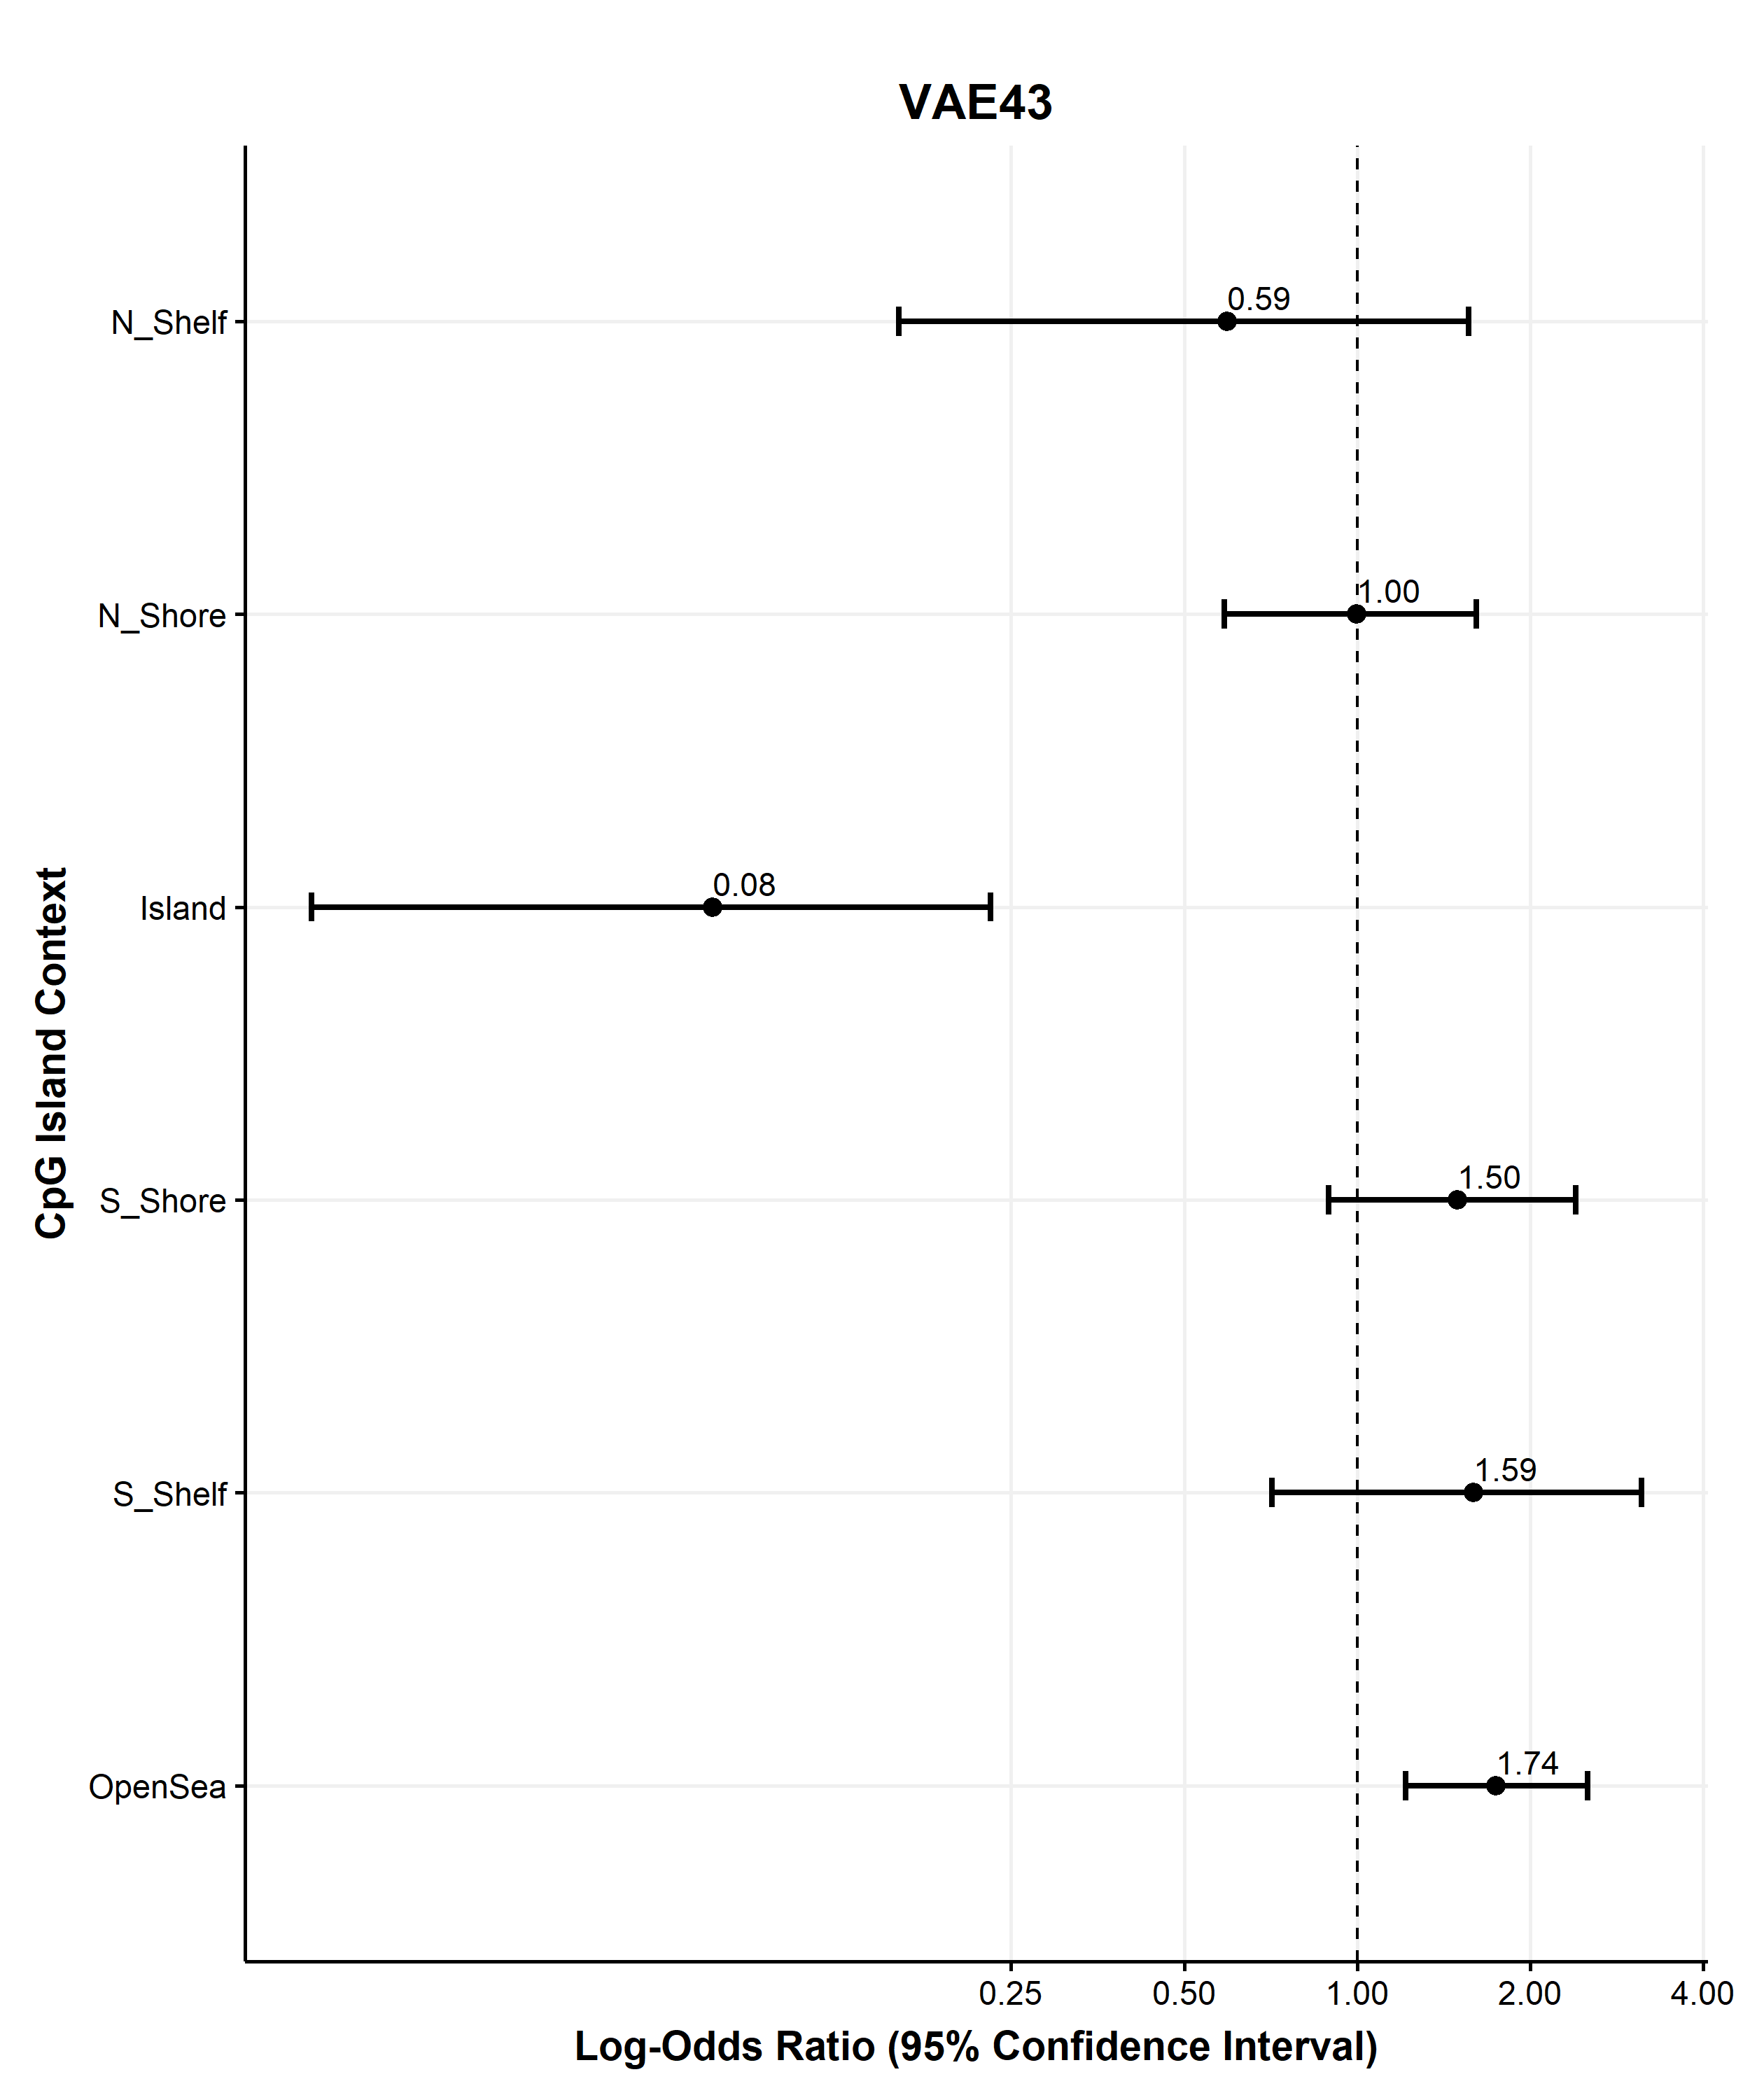 VAE43
N_Shelf
0.59
N_Shore
1.00
Island
0.08
CpG Island Context
S_Shore
1.50
S_Shelf
1.59
OpenSea
1.74
0.25 0.50 1.00 2.00 4.00
Log-Odds Ratio (95% Confidence Interval)